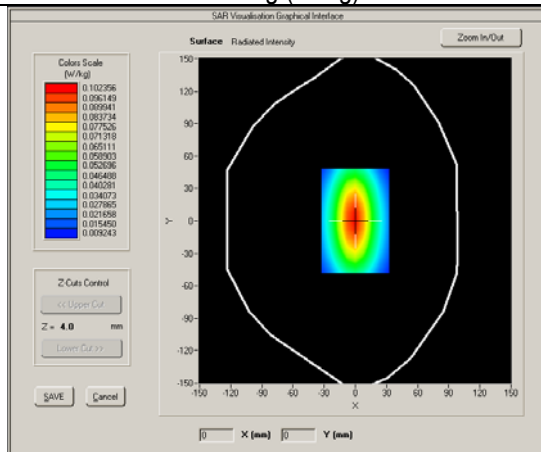 SAR Visualisation Graphical Interface
Surface Radiated Intensity
Zoom In/Out
Colors Scale
(W/kg)
0.102356
0.096149
0.089941
0.083734
0.077526
0.071318
0.065111
0.058903
0.052696
0.046488
0.040281
0.034073
0.027865
0.021658
0.015450
0.009243
150
120
90
60
30
0
-30
-60
-90
-120
-150
Y
-150 -120 -90 -60 -30 0 30 60 90 120 150
X
Z-Cuts Control
<< Upper Cut
Z = 4.0 mm
Lower Cut >>
SAVE Cancel
0 X (mm) 0 Y (mm)